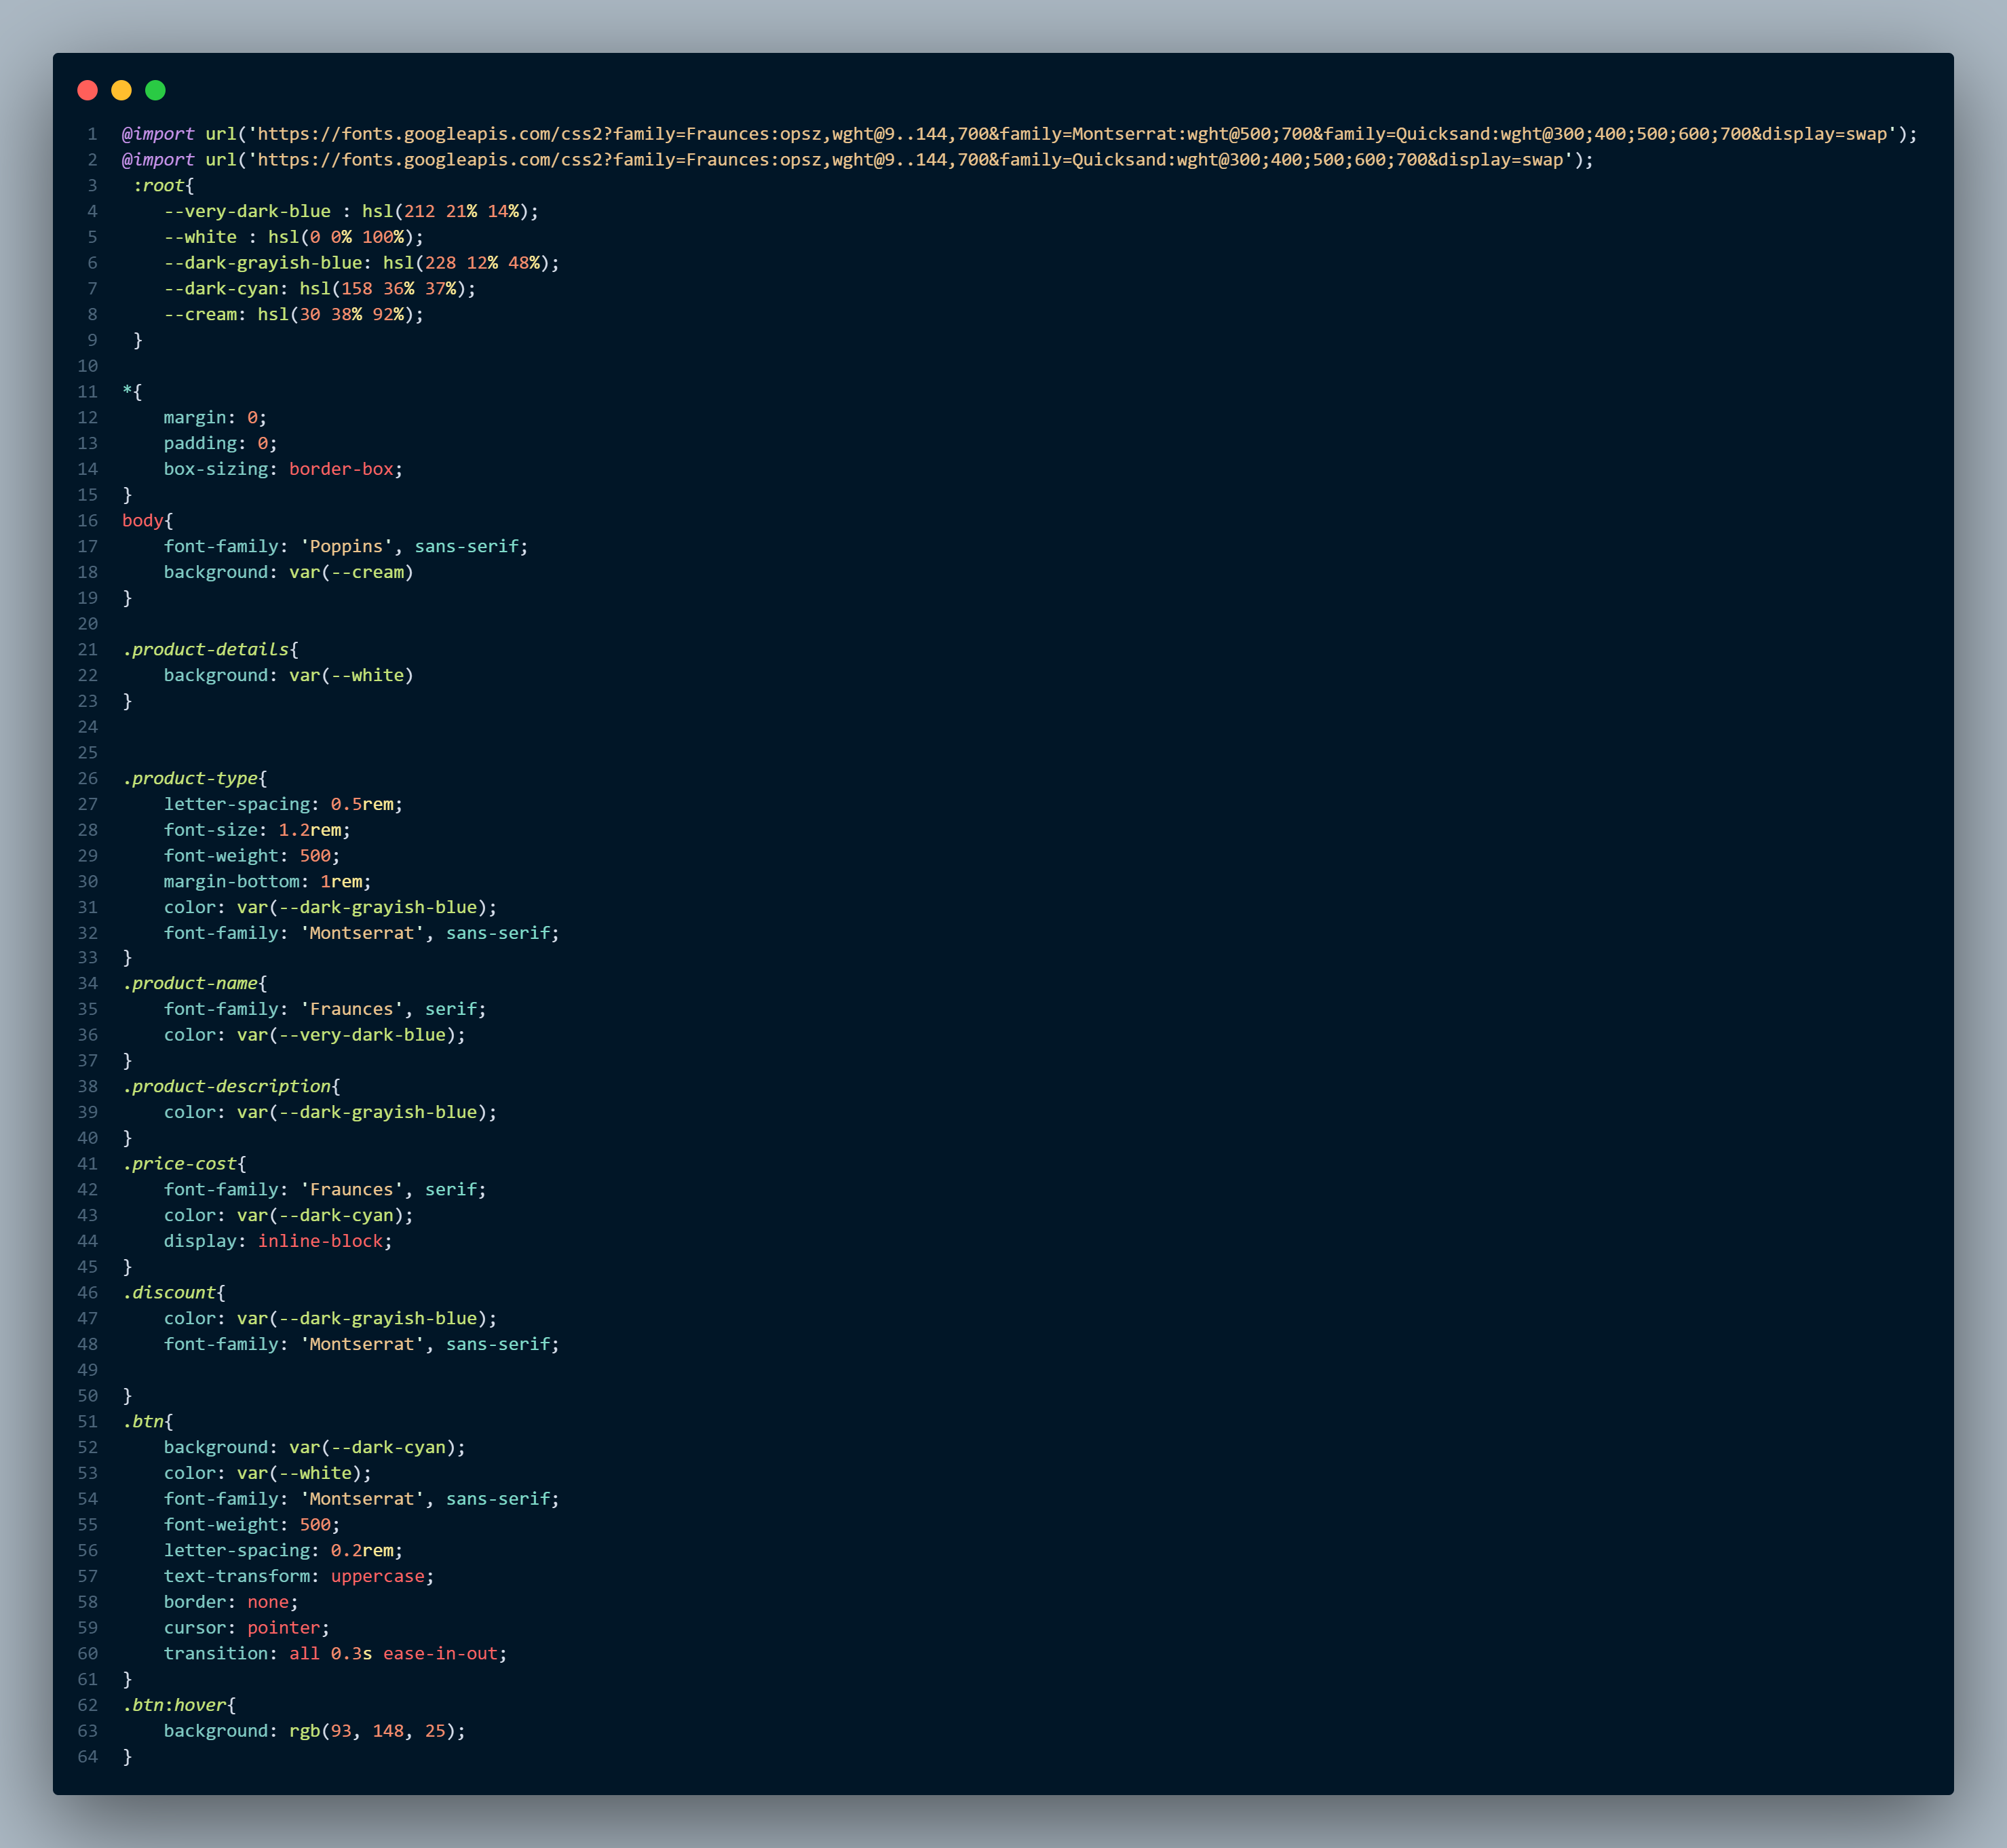 1 @import url('https://fonts.googleapis.com/css2?family=Fraunces:opsz,wght@9..144,700&family=Montserrat:wght@500;700&family=Quicksand:wght@300;400;500;600;700&display=swap');
2 @import url('https://fonts.googleapis.com/css2?family=Fraunces:opsz,wght@9..144,700&family=Quicksand:wght@300;400;500;600;700&display=swap');
3  :root{
4     --very-dark-blue : hsl(212 21% 14%);
5     --white : hsl(0 0% 100%);
6     --dark-grayish-blue: hsl(228 12% 48%);
7     --dark-cyan: hsl(158 36% 37%);
8     --cream: hsl(30 38% 92%);
9  }
10
11 *{
12     margin: 0;
13     padding: 0;
14     box-sizing: border-box;
15 }
16 body{
17     font-family: 'Poppins', sans-serif;
18     background: var(--cream)
19 }
20
21 .product-details{
22     background: var(--white)
23 }
24
25
26 .product-type{
27     letter-spacing: 0.5rem;
28     font-size: 1.2rem;
29     font-weight: 500;
30     margin-bottom: 1rem;
31     color: var(--dark-grayish-blue);
32     font-family: 'Montserrat', sans-serif;
33 }
34 .product-name{
35     font-family: 'Fraunces', serif;
36     color: var(--very-dark-blue);
37 }
38 .product-description{
39     color: var(--dark-grayish-blue);
40 }
41 .price-cost{
42     font-family: 'Fraunces', serif;
43     color: var(--dark-cyan);
44     display: inline-block;
45 }
46 .discount{
47     color: var(--dark-grayish-blue);
48     font-family: 'Montserrat', sans-serif;
49
50 }
51 .btn{
52     background: var(--dark-cyan);
53     color: var(--white);
54     font-family: 'Montserrat', sans-serif;
55     font-weight: 500;
56     letter-spacing: 0.2rem;
57     text-transform: uppercase;
58     border: none;
59     cursor: pointer;
60     transition: all 0.3s ease-in-out;
61 }
62 .btn:hover{
63     background: rgb(93, 148, 25);
64 }